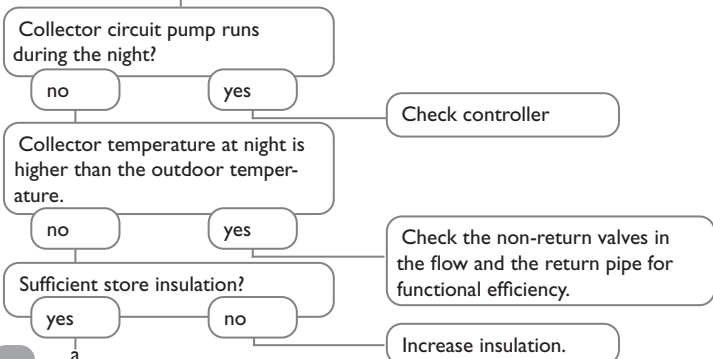 Collector circuit pump runs
during the night?
no
yes
Check controller
Collector temperature at night is
higher than the outdoor temper-
ature.
no
yes
Check the non-return valves in
the flow and the return pipe for
functional efficiency.
Sufficient store insulation?
yes
no
Increase insulation.
a